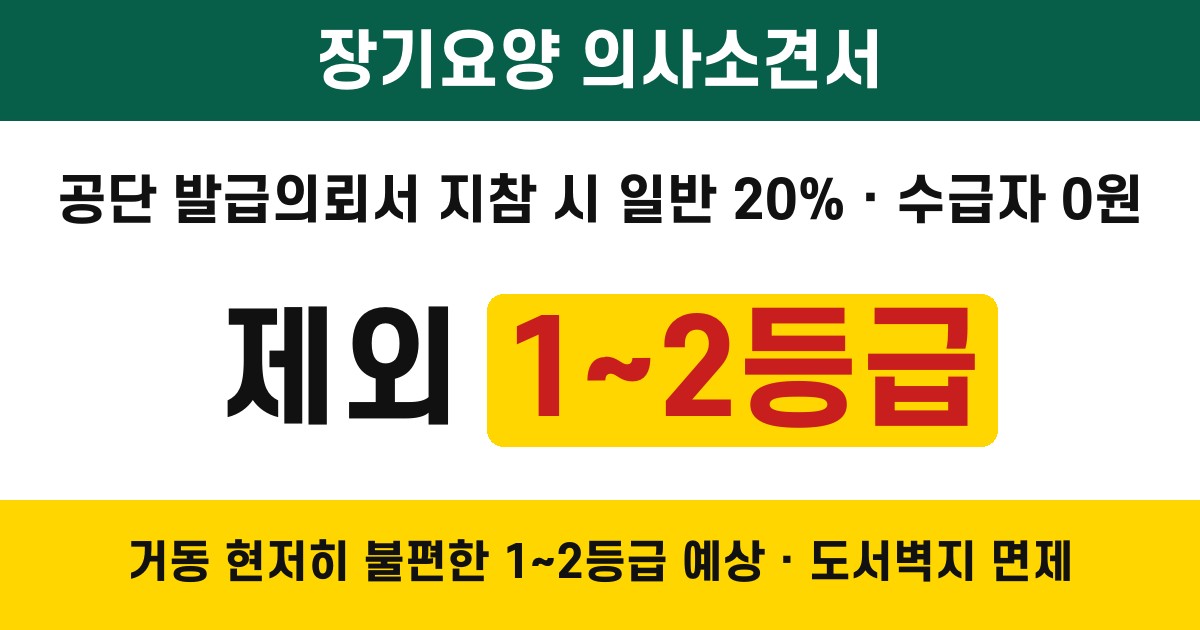 장기요양 의사소견서
공단 발급의뢰서 지참 시 일반 20% · 수급자 0원
제외 1~2등급
거동 현저히 불편한 1~2등급 예상 · 도서벽지 면제